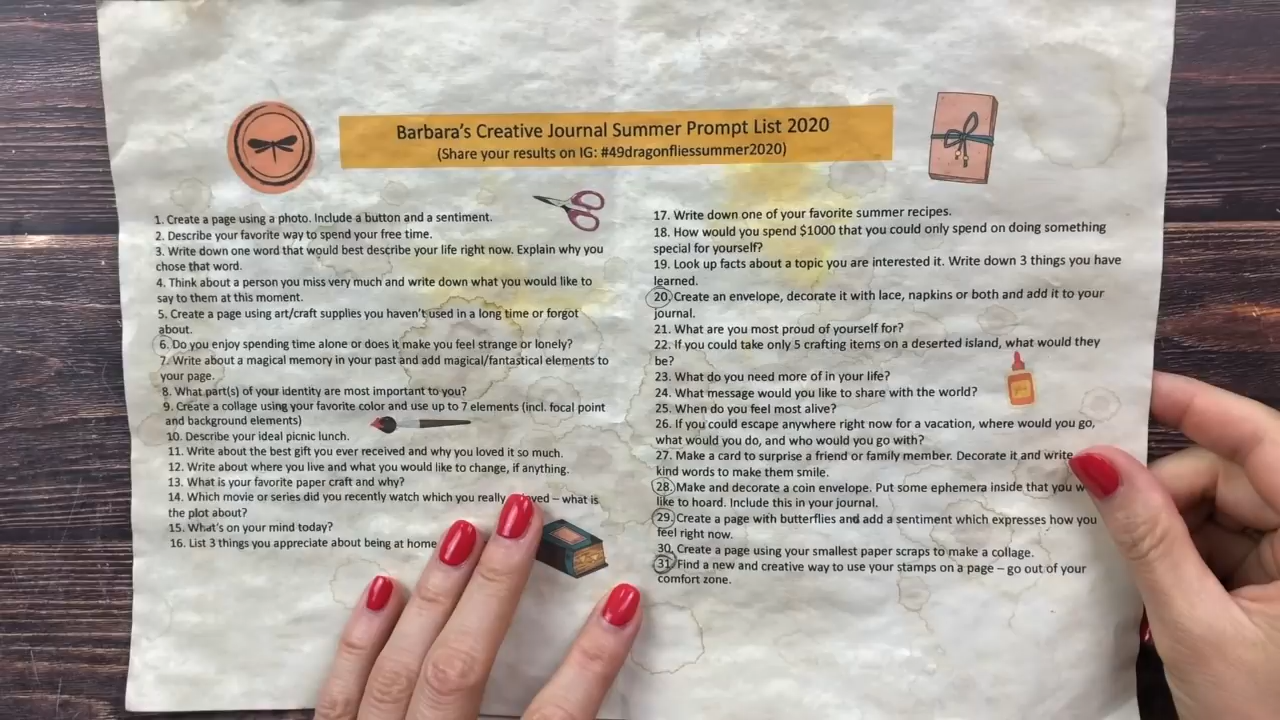 Barbara's Creative Journal Summer Prompt List 2020
(Share your results on IG: #49dragonfliessummer2020)
1. Create a page using a photo. Include a button and a sentiment.
2. Describe your favorite way to spend your free time.
3. Write down one word that would best describe your life right now. Explain why you
chose that word.
4. Think about a person you miss very much and write down what you would like to
say to them at this moment.
5. Create a page using art/craft supplies you haven't used in a long time or forgot
about.
6. Do you enjoy spending time alone or does it make you feel strange or lonely?
7. Write about a magical memory in your past and add magical/fantastical elements to
your page.
8. What part(s) of your identity are most important to you?
9. Create a collage using your favorite color and use up to 7 elements (incl. focal point
and background elements)
10. Describe your ideal picnic lunch.
11. Write about the best gift you ever received and why you loved it so much.
12. Write about where you live and what you would like to change, if anything.
13. What is your favorite paper craft and why?
14. Which movie or series did you recently watch which you really – what is
the plot about?
15. What's on your mind today?
16. List 3 things you appreciate about being at home
17. Write down one of your favorite summer recipes.
18. How would you spend $1000 that you could only spend on doing something
special for yourself?
19. Look up facts about a topic you are interested it. Write down 3 things you have
learned.
20. Create an envelope, decorate it with lace, napkins or both and add it to your
journal.
21. What are you most proud of yourself for?
22. If you could take only 5 crafting items on a deserted island, what would they
be?
23. What do you need more of in your life?
24. What message would you like to share with the world?
25. When do you feel most alive?
26. If you could escape anywhere right now for a vacation, where would you go,
what would you do, and who would you go with?
27. Make a card to surprise a friend or family member. Decorate it and write
kind words to make them smile.
28. Make and decorate a coin envelope. Put some ephemera inside that you
like to hoard. Include this in your journal.
29. Create a page with butterflies and add a sentiment which expresses how you
feel right now.
30. Create a page using your smallest paper scraps to make a collage.
31. Find a new and creative way to use your stamps on a page – go out of your
comfort zone.